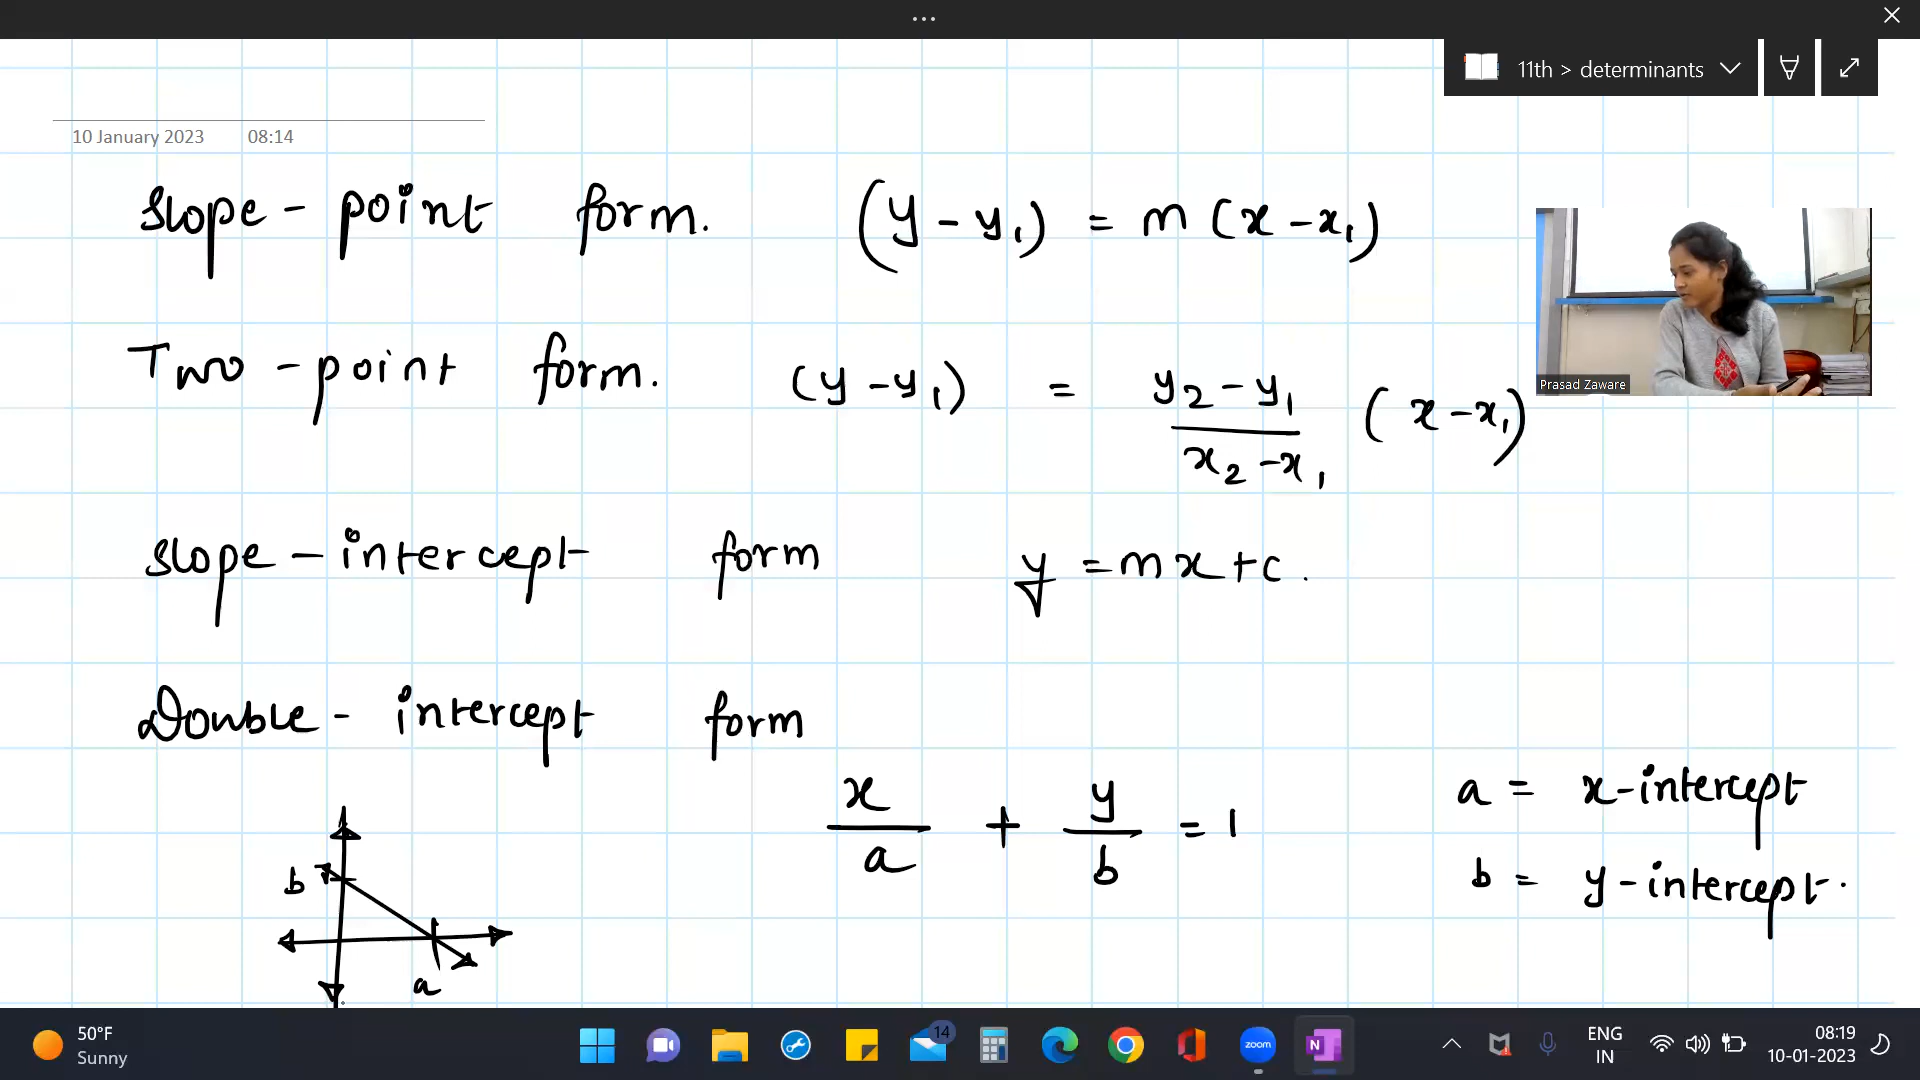 ...
11th > determinants
10 January 2023 08:14
Slope - point form. (y - y₁) = m (x - x₁)
Prasad Zaware
Two - point form. (y - y₁) = y₂ - y₁ / x₂ - x₁ (x - x₁)
Slope - intercept form y = mx + c .
Double - intercept form
x/a + y/b = 1
a = x-intercept
b = y-intercept.
b
a
50°F
Sunny
14
zoom
N
ENG
IN
08:19
10-01-2023